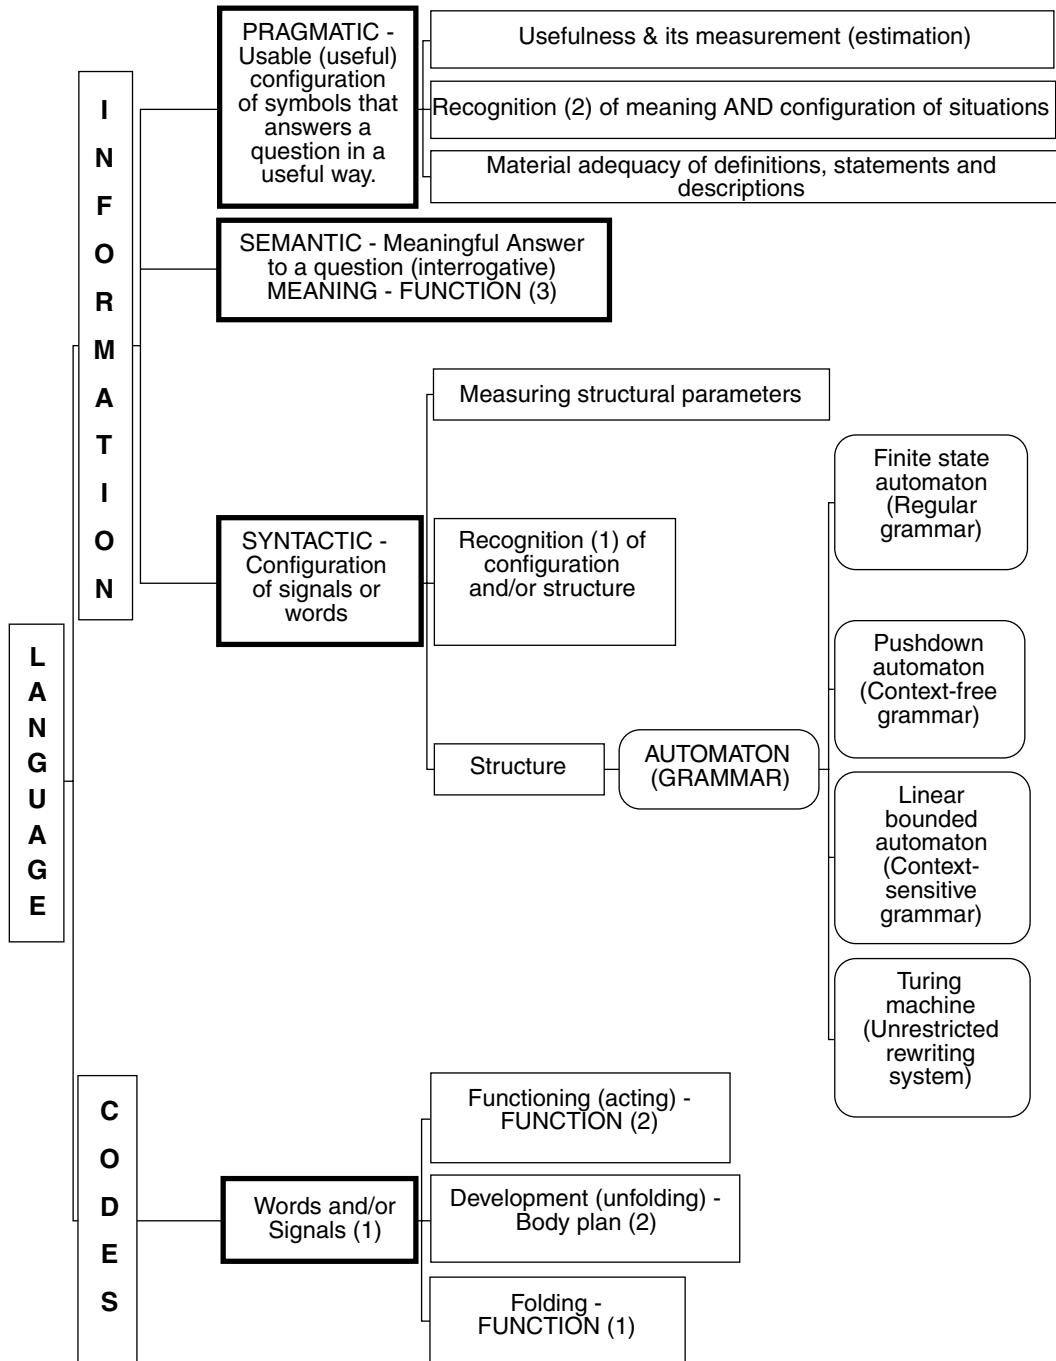 LANGUAGE
INFORMATION
PRAGMATIC -
Usable (useful)
configuration
of symbols that
answers a
question in a
useful way.
Usefulness & its measurement (estimation)
Recognition (2) of meaning AND configuration of situations
Material adequacy of definitions, statements and
descriptions
SEMANTIC - Meaningful Answer
to a question (interrogative)
MEANING - FUNCTION (3)
SYNTACTIC -
Configuration
of signals or
words
Measuring structural parameters
Recognition (1) of
configuration
and/or structure
Structure
AUTOMATON
(GRAMMAR)
Finite state
automaton
(Regular
grammar)
Pushdown
automaton
(Context-free
grammar)
Linear
bounded
automaton
(Context-
sensitive
grammar)
Turing
machine
(Unrestricted
rewriting
system)
CODES
Words and/or
Signals (1)
Functioning (acting) -
FUNCTION (2)
Development (unfolding) -
Body plan (2)
Folding -
FUNCTION (1)